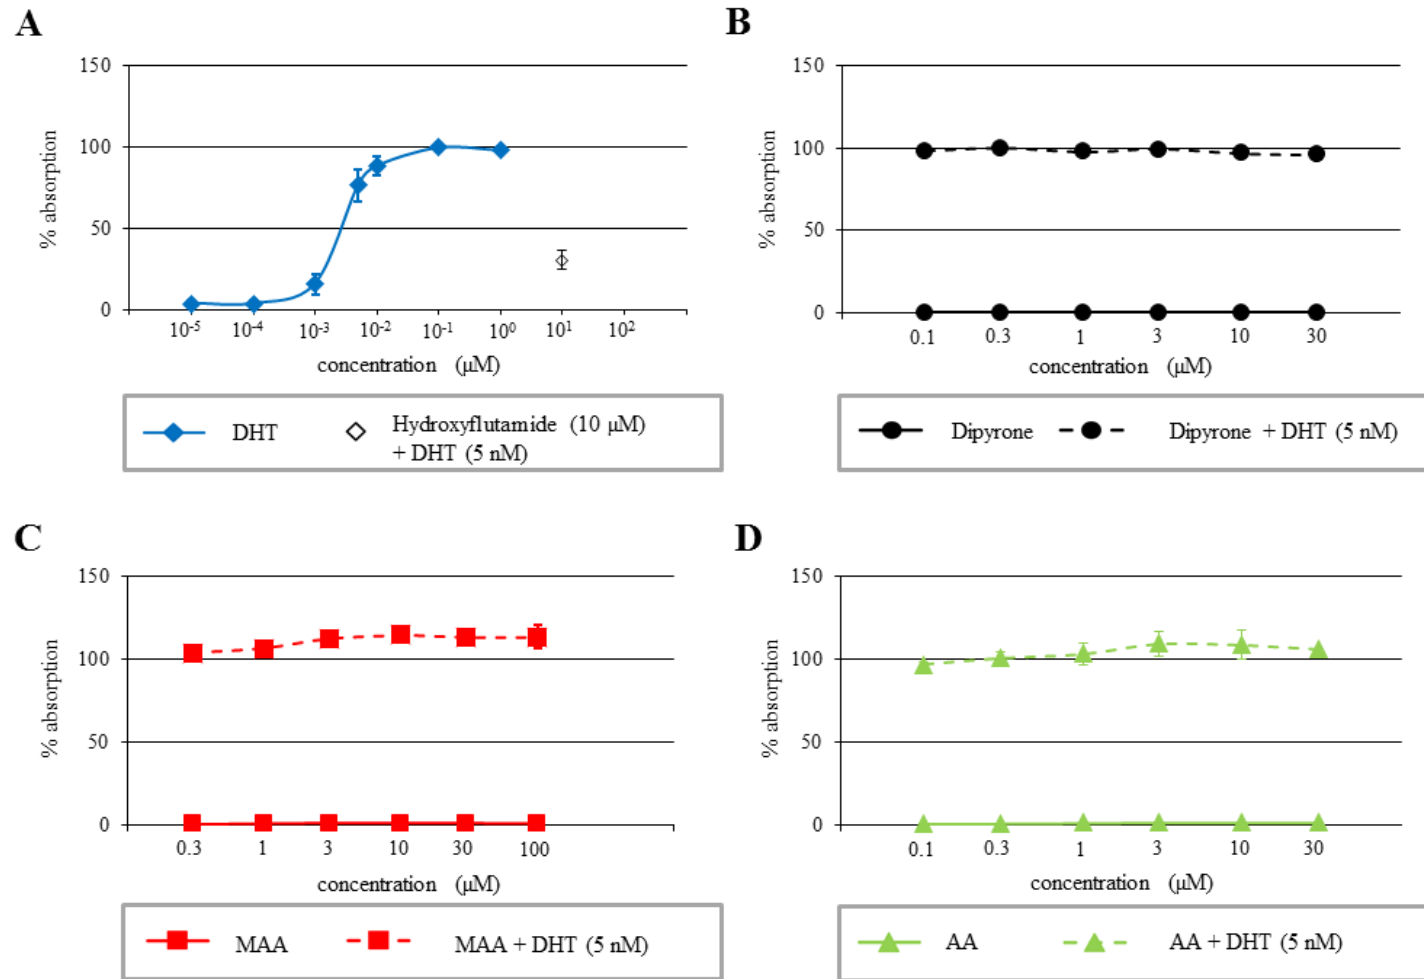 A
150
100
50
0
% absorption
10-5 10-4 10-3 10-2 10-1 100 101 102
concentration (µM)
DHT
Hydroxyflutamide (10 µM)
+ DHT (5 nM)
B
150
100
50
0
% absorption
0.1 0.3 1 3 10 30
concentration (µM)
Dipyrone
Dipyrone + DHT (5 nM)
C
150
100
50
0
% absorption
0.3 1 3 10 30 100
concentration (µM)
MAA
MAA + DHT (5 nM)
D
150
100
50
0
% absorption
0.1 0.3 1 3 10 30
concentration (µM)
AA
AA + DHT (5 nM)